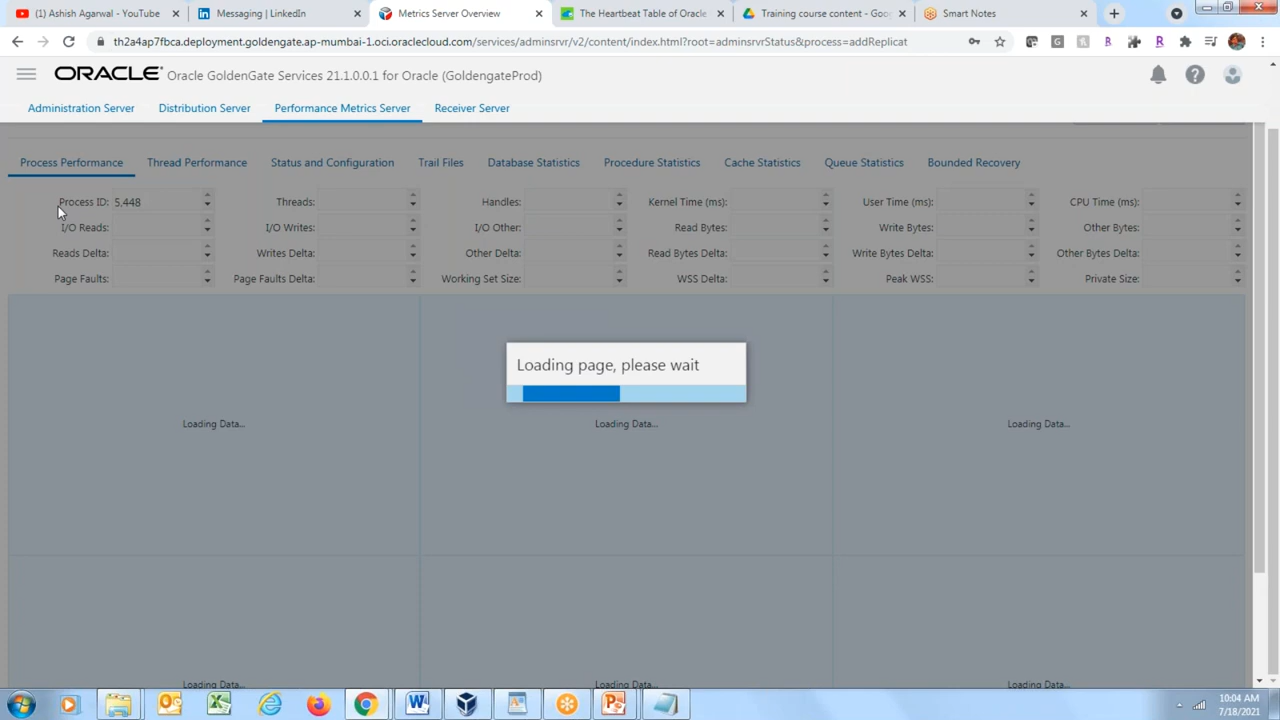 (1) Ashish Agarwal - YouTube
Messaging | LinkedIn
Metrics Server Overview
The Heartbeat Table of Oracle
Training course content - Goo
Smart Notes
th2a4ap7fbca.deployment.goldengate.ap-mumbai-1.oci.oraclecloud.com/services/adminsrvr/v2/content/index.html?root=adminsrvrStatus&process=addReplicat
ORACLE® Oracle GoldenGate Services 21.1.0.0.1 for Oracle (GoldengateProd)
Administration Server Distribution Server Performance Metrics Server Receiver Server
Process Performance Thread Performance Status and Configuration Trail Files Database Statistics Procedure Statistics Cache Statistics Queue Statistics Bounded Recovery
Process ID: 5,448 Threads: Handles: Kernel Time (ms): User Time (ms): CPU Time (ms):
I/O Reads: I/O Writes: I/O Other: Read Bytes: Write Bytes: Other Bytes:
Reads Delta: Writes Delta: Other Delta: Read Bytes Delta: Write Bytes Delta: Other Bytes Delta:
Page Faults: Page Faults Delta: Working Set Size: WSS Delta: Peak WSS: Private Size:
Loading page, please wait
Loading Data... Loading Data... Loading Data...
Loading Data... Loading Data... Loading Data...
10:04 AM
7/18/2021